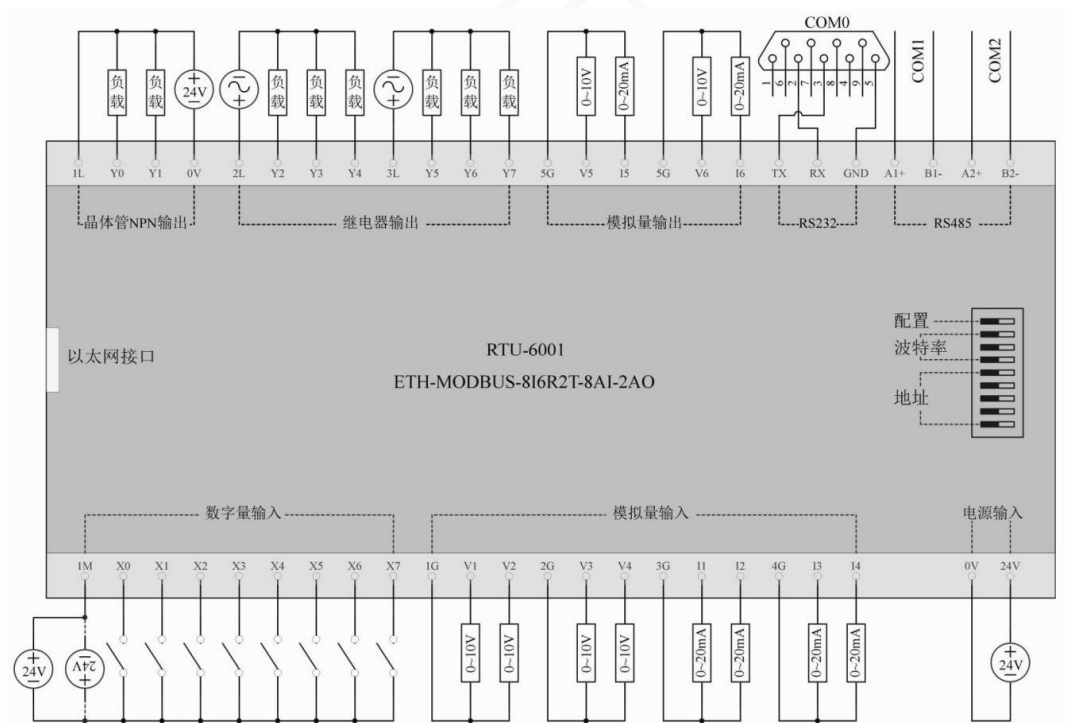 COM0
COM1
COM2
负载
负载
24V
负载
负载
负载
负载
负载
负载
0~10V
0~20mA
0~10V
0~20mA
1 6 2 7 3 8 4 9 5
1L Y0 Y1 0V 2L Y2 Y3 Y4 3L Y5 Y6 Y7 5G V5 I5 5G V6 I6 TX RX GND A1+ B1- A2+ B2-
晶体管NPN输出 继电器输出 模拟量输出 RS232 RS485
配置
波特率
地址
以太网接口
RTU-6001
ETH-MODBUS-8I6R2T-8AI-2AO
数字量输入 模拟量输入 电源输入
1M X0 X1 X2 X3 X4 X5 X6 X7 1G V1 V2 2G V3 V4 3G I1 I2 4G I3 I4 0V 24V
24V
24V
0~10V
0~10V
0~10V
0~10V
0~20mA
0~20mA
0~20mA
0~20mA
24V